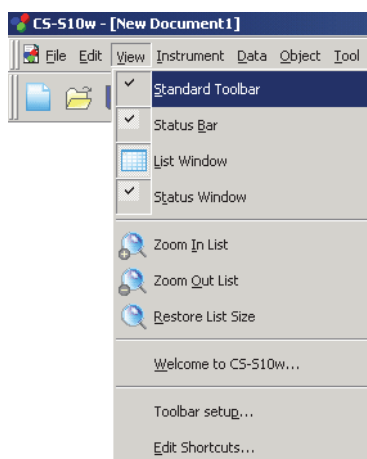 CS-S10w - [New Document1]
File Edit View Instrument Data Object Tool
Standard Toolbar
Status Bar
List Window
Status Window
Zoom In List
Zoom Out List
Restore List Size
Welcome to CS-S10w...
Toolbar setup...
Edit Shortcuts...